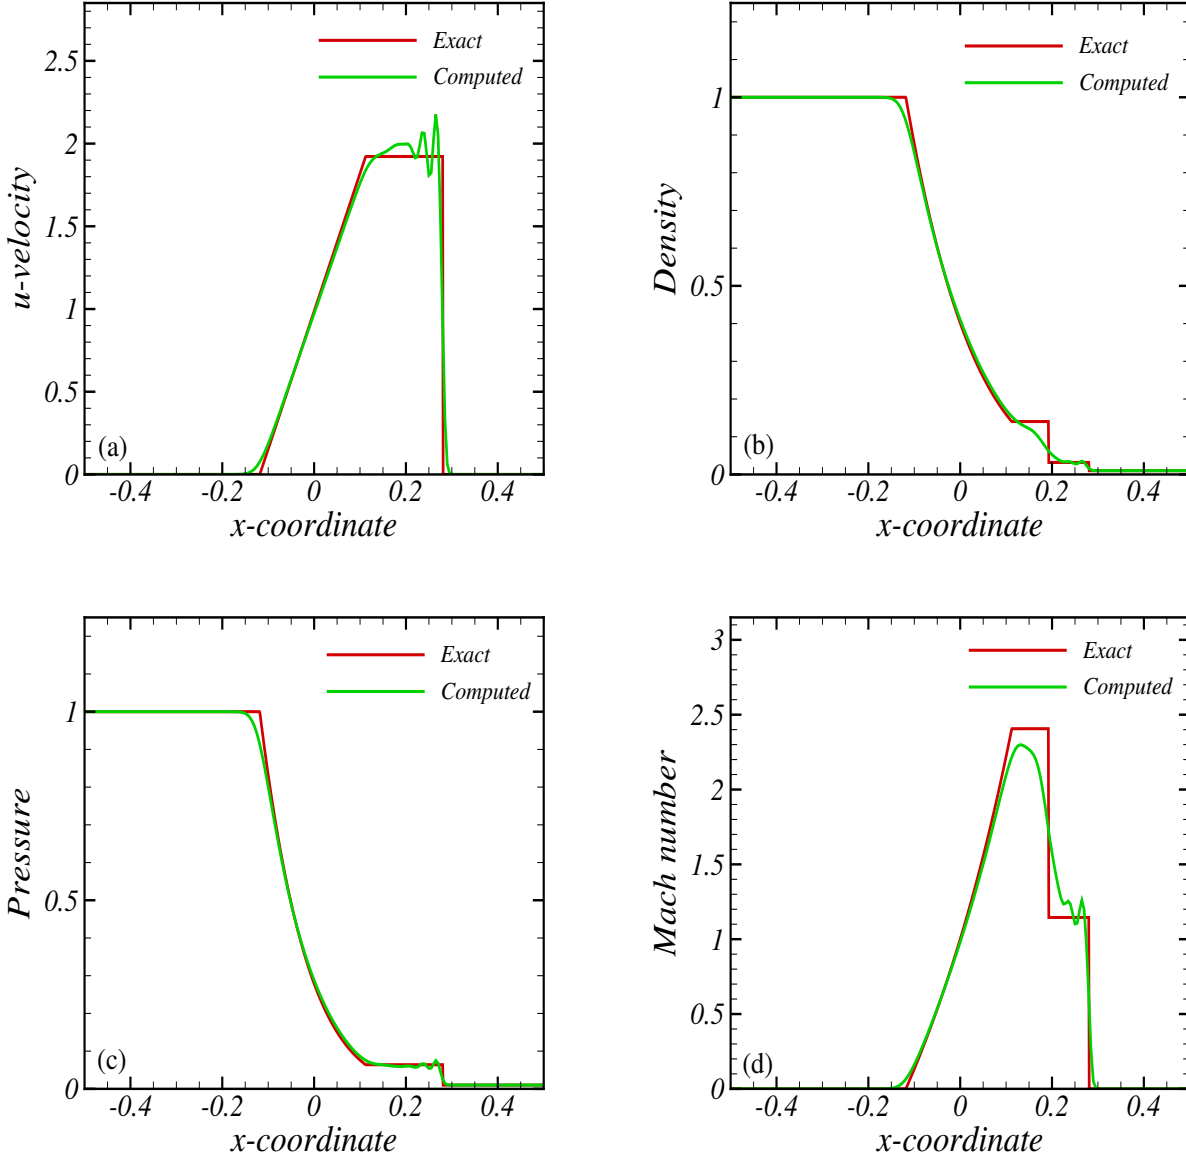 Exact
Computed
2.5
2
1.5
1
0.5
0
u-velocity
(a)
-0.4 -0.2 0 0.2 0.4
x-coordinate
Exact
Computed
1
0.5
0
Density
(b)
-0.4 -0.2 0 0.2 0.4
x-coordinate
Exact
Computed
1
0.5
0
Pressure
(c)
-0.4 -0.2 0 0.2 0.4
x-coordinate
Exact
Computed
3
2.5
2
1.5
1
0.5
0
Mach number
(d)
-0.4 -0.2 0 0.2 0.4
x-coordinate